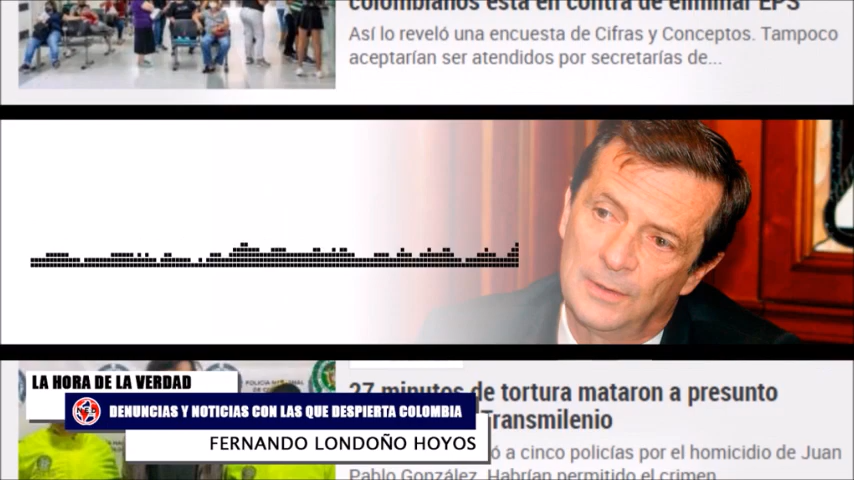 colombianos está en contra de eliminar EPS
Así lo reveló una encuesta de Cifras y Conceptos. Tampoco
aceptarían ser atendidos por secretarías de...
LA HORA DE LA VERDAD
DENUNCIAS Y NOTICIAS CON LAS QUE DESPIERTA COLOMBIA
FERNANDO LONDOÑO HOYOS
27 minutos de tortura mataron a presunto
Transmilenio
ó a cinco policías por el homicidio de Juan
Pablo González. Habrían permitido el crimen
POLICIA